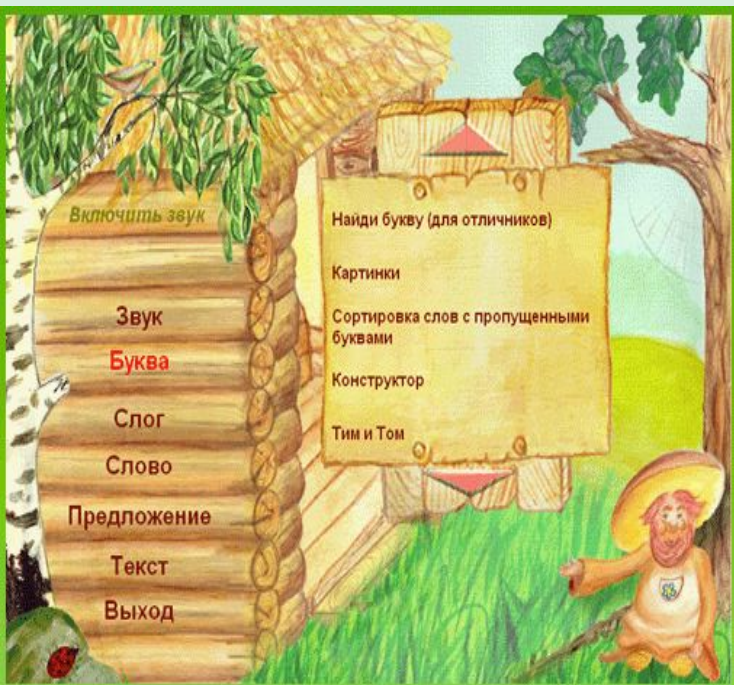 Включить звук
Звук
Буква
Слог
Слово
Предложение
Текст
Выход
Найди букву (для отличников)
Картинки
Сортировка слов с пропущенными
буквами
Конструктор
Тим и Том